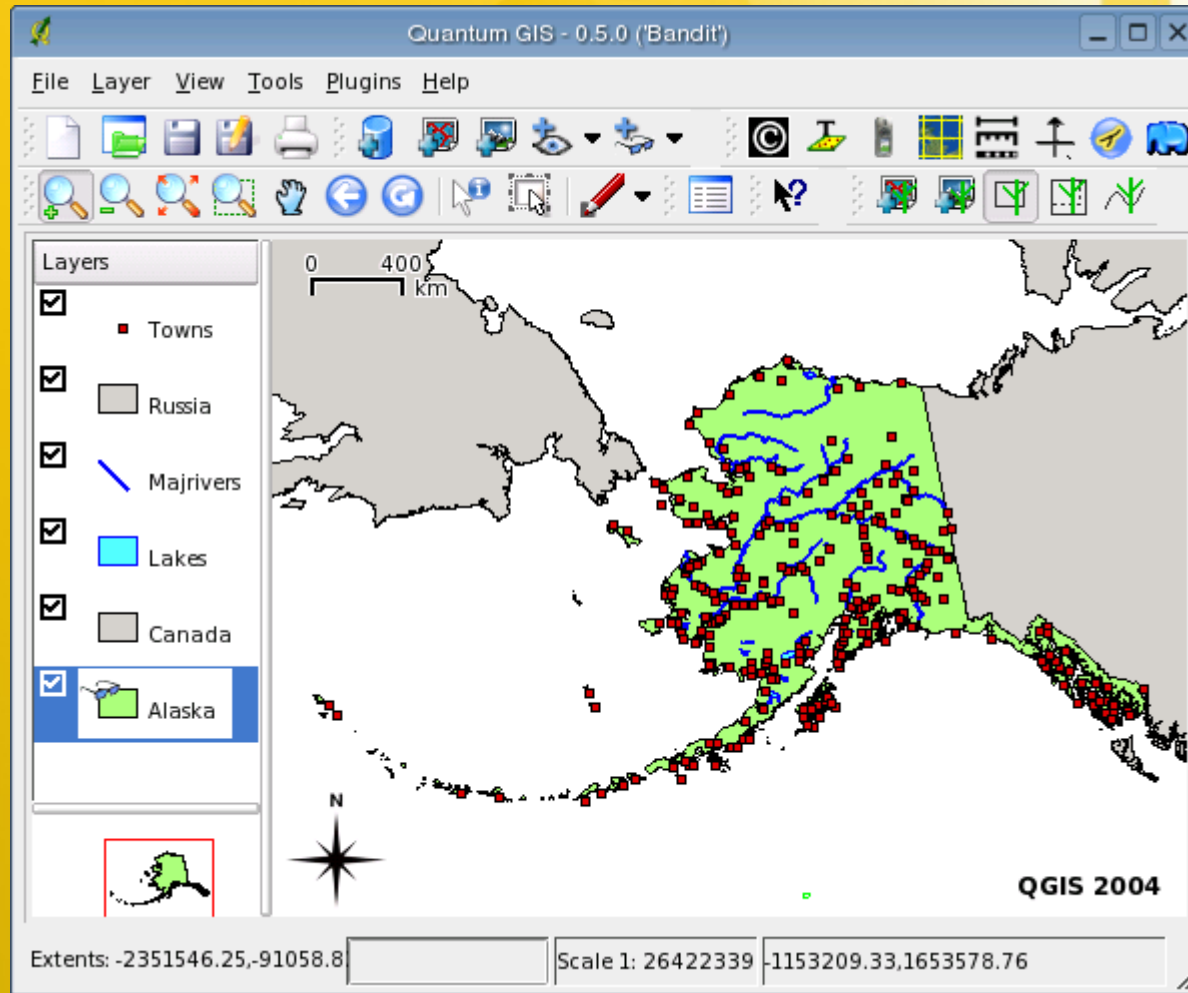 Quantum GIS - 0.5.0 ('Bandit')
File Layer View Tools Plugins Help
Layers
Towns
Russia
Majrivers
Lakes
Canada
Alaska
0 400
km
N
QGIS 2004
Extents: -2351546.25,-91058.8
Scale 1: 26422339
-1153209.33,1653578.76